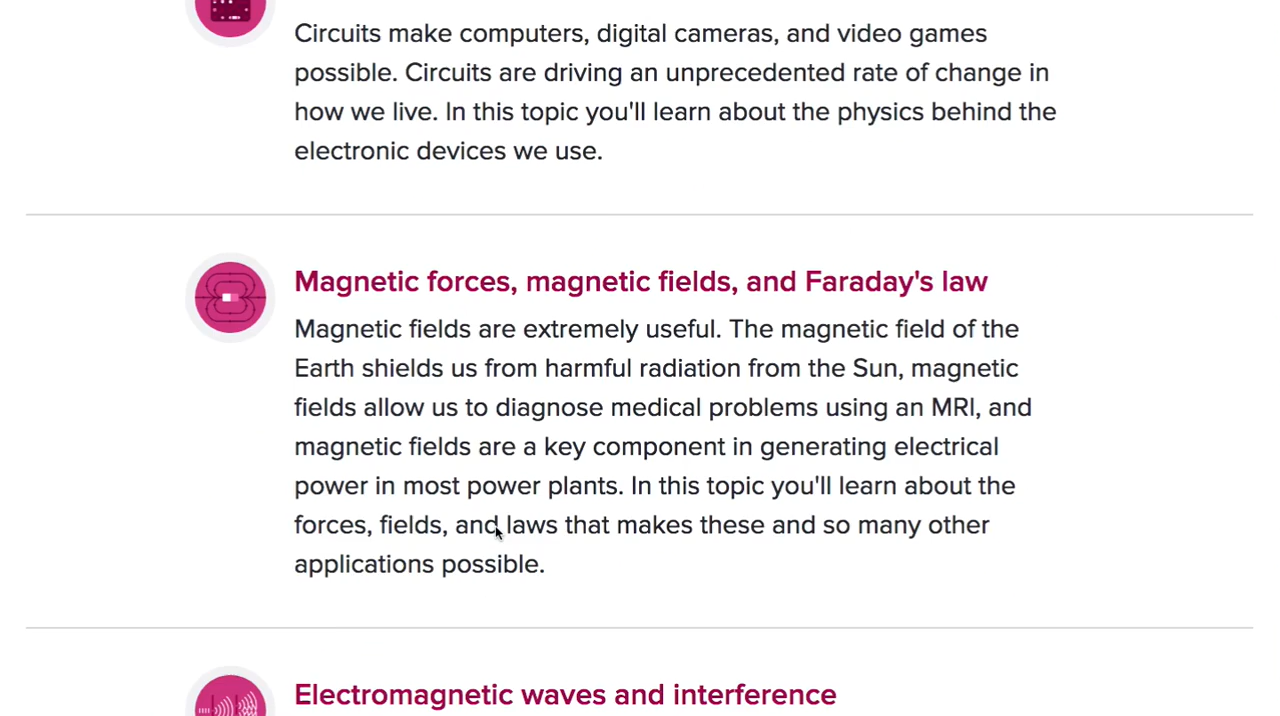 Circuits make computers, digital cameras, and video games
possible. Circuits are driving an unprecedented rate of change in
how we live. In this topic you'll learn about the physics behind the
electronic devices we use.
Magnetic forces, magnetic fields, and Faraday's law
Magnetic fields are extremely useful. The magnetic field of the
Earth shields us from harmful radiation from the Sun, magnetic
fields allow us to diagnose medical problems using an MRI, and
magnetic fields are a key component in generating electrical
power in most power plants. In this topic you'll learn about the
forces, fields, and laws that makes these and so many other
applications possible.
Electromagnetic waves and interference